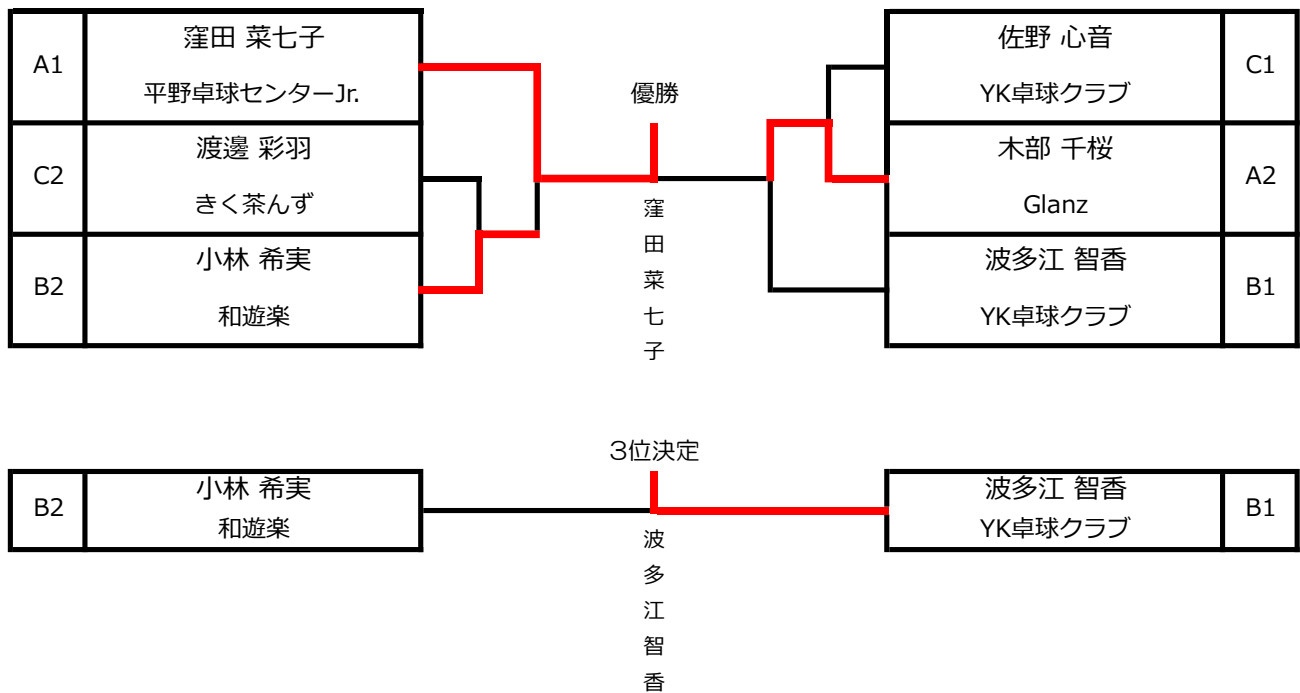 A1
窪田 菜七子
平野卓球センターJr.
C2
渡邊 彩羽
きく茶んず
B2
小林 希実
和遊楽
優勝
窪田菜七子
佐野 心音
YK卓球クラブ
C1
木部 千桜
Glanz
A2
波多江 智香
YK卓球クラブ
B1
3位決定
B2
小林 希実
和遊楽
波多江智香
波多江 智香
YK卓球クラブ
B1